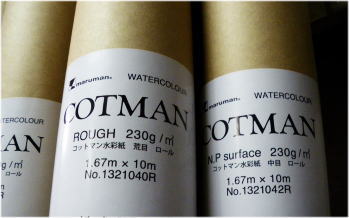 COLOUR
maruman®
WATERCOLOUR
COTMAN
ROUGH 230g/㎡
コットマン水彩紙 荒目 ロール
1.67m × 10m
No.1321040R
maruman®
WATERCOLOUR
COTMAN
N.P surface 230g/㎡
コットマン水彩紙 中目 ロール
1.67m × 10m
No.1321042R